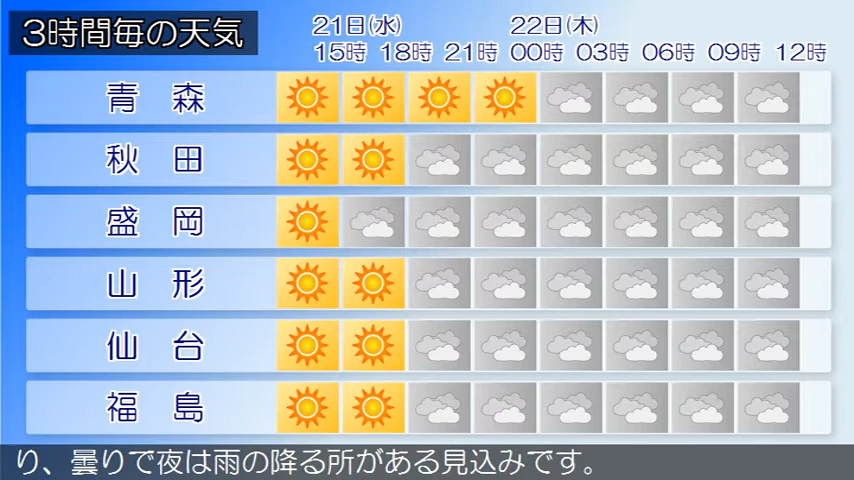 3時間毎の天気
21日(水) 22日(木)
15時 18時 21時 00時 03時 06時 09時 12時
青森
秋田
盛岡
山形
仙台
福島
り、曇りで夜は雨の降る所がある見込みです。